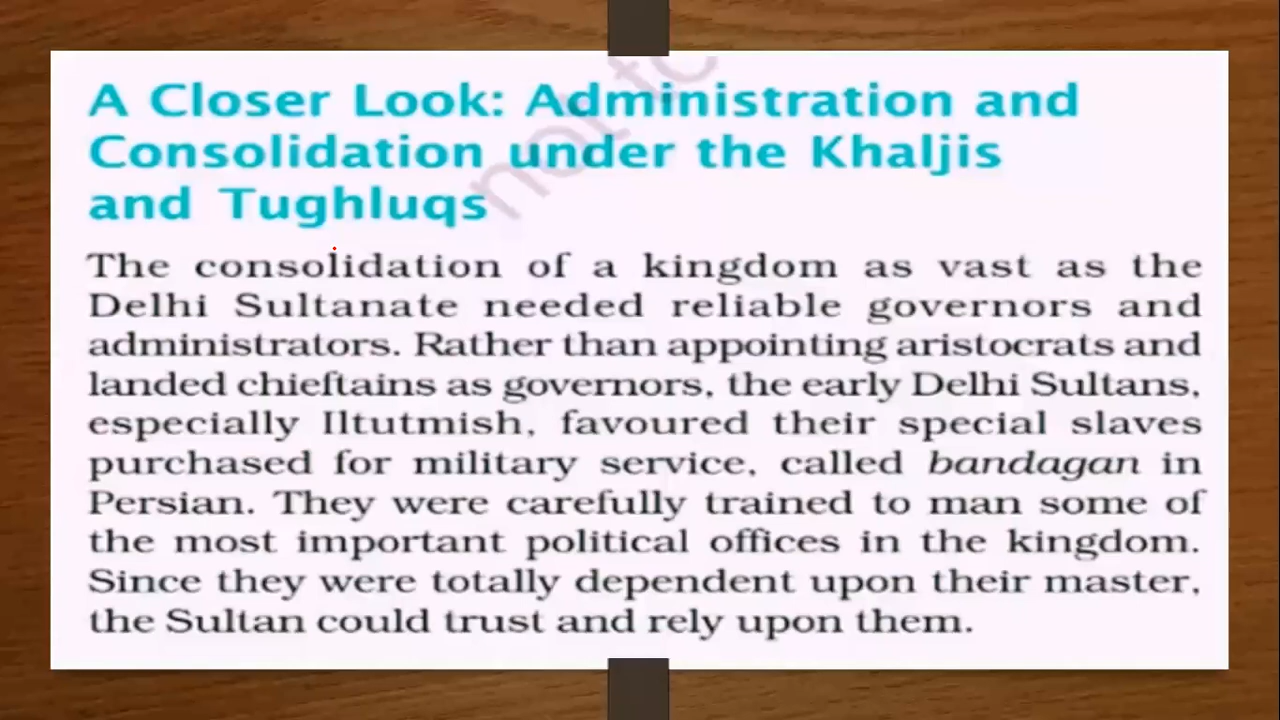 A Closer Look: Administration and
Consolidation under the Khaljis
and Tughluqs
The consolidation of a kingdom as vast as the
Delhi Sultanate needed reliable governors and
administrators. Rather than appointing aristocrats and
landed chieftains as governors, the early Delhi Sultans,
especially Iltutmish, favoured their special slaves
purchased for military service, called bandagan in
Persian. They were carefully trained to man some of
the most important political offices in the kingdom.
Since they were totally dependent upon their master,
the Sultan could trust and rely upon them.
not to